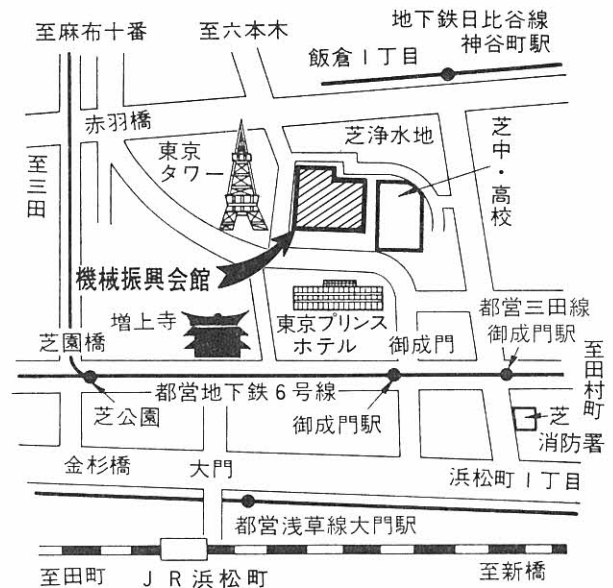 至麻布十番
至六本木
地下鉄日比谷線
神谷町駅
飯倉1丁目
赤羽橋
東京
タワー
芝浄水地
芝中・高校
至三田
機械振興会館
増上寺
東京プリンス
ホテル
御成門
都営三田線
御成門駅
至田村町
芝園橋
都営地下鉄6号線
芝公園
御成門駅
芝
消防署
金杉橋
大門
浜松町1丁目
都営浅草線大門駅
至田町
JR浜松町
至新橋